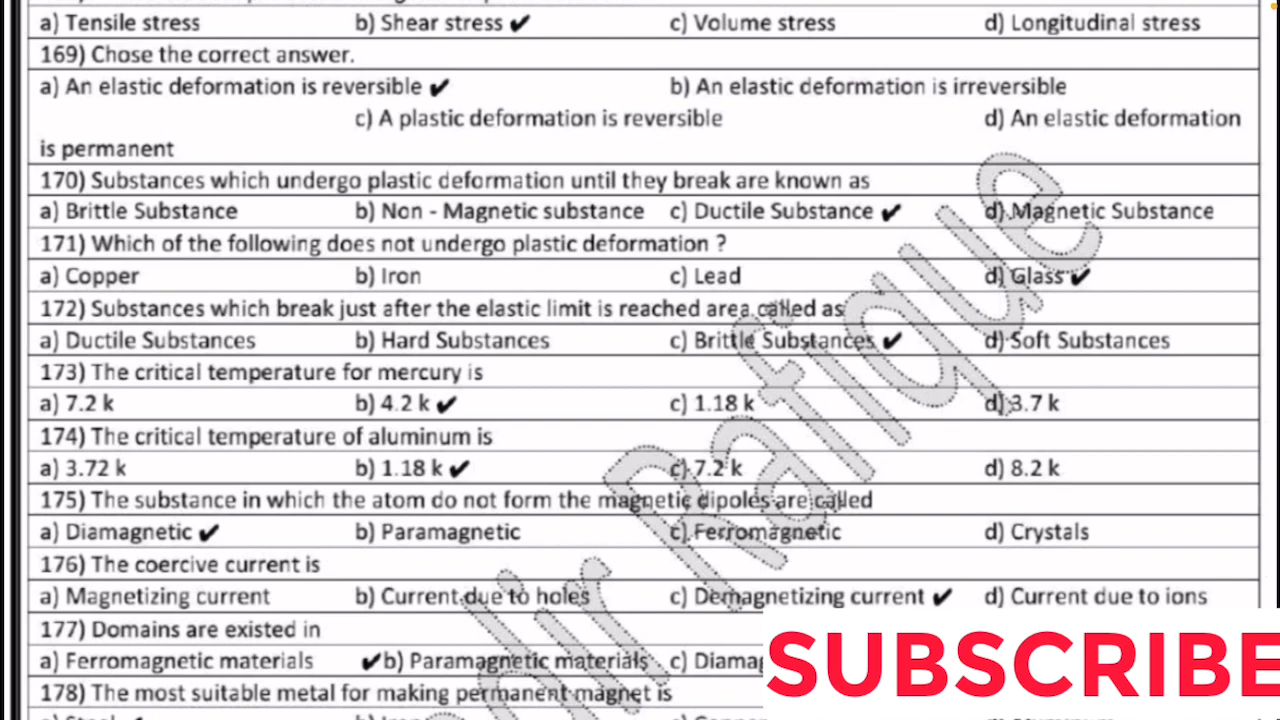 a) Tensile stress b) Shear stress ✔ c) Volume stress d) Longitudinal stress
169) Chose the correct answer.
a) An elastic deformation is reversible ✔ b) An elastic deformation is irreversible
c) A plastic deformation is reversible d) An elastic deformation
is permanent
170) Substances which undergo plastic deformation until they break are known as
a) Brittle Substance b) Non - Magnetic substance c) Ductile Substance ✔ d) Magnetic Substance
171) Which of the following does not undergo plastic deformation ?
a) Copper b) Iron c) Lead d) Glass ✔
172) Substances which break just after the elastic limit is reached area called as
a) Ductile Substances b) Hard Substances c) Brittle Substances ✔ d) Soft Substances
173) The critical temperature for mercury is
a) 7.2 k b) 4.2 k ✔ c) 1.18 k d) 3.7 k
174) The critical temperature of aluminum is
a) 3.72 k b) 1.18 k ✔ c) 7.2 k d) 8.2 k
175) The substance in which the atom do not form the magnetic dipoles are called
a) Diamagnetic ✔ b) Paramagnetic c) Ferromagnetic d) Crystals
176) The coercive current is
a) Magnetizing current b) Current due to holes c) Demagnetizing current ✔ d) Current due to ions
177) Domains are existed in
a) Ferromagnetic materials ✔ b) Paramagnetic materials c) Diamag
178) The most suitable metal for making permanent magnet is
Rafique
SUBSCRIBE